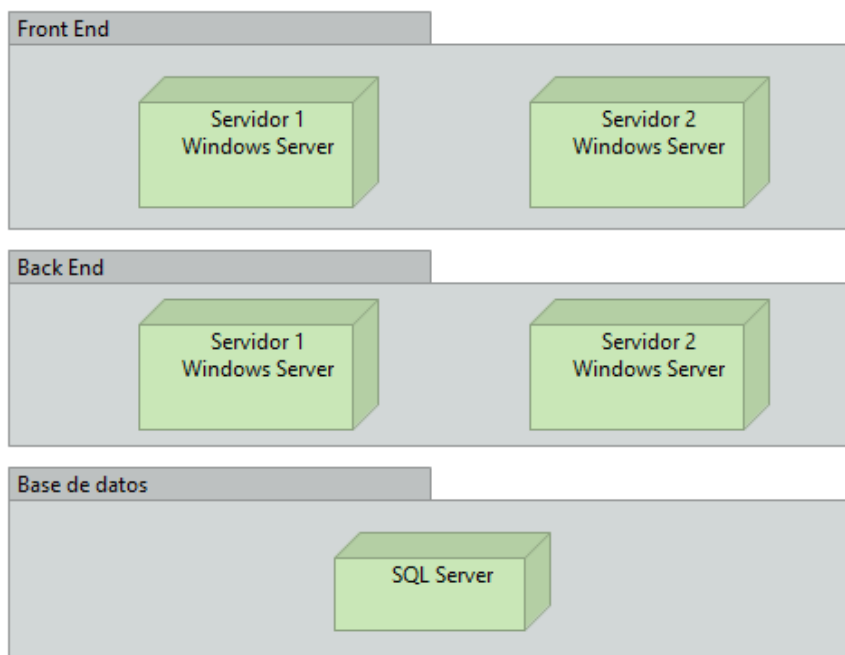 Front End
Servidor 1
Windows Server
Servidor 2
Windows Server
Back End
Servidor 1
Windows Server
Servidor 2
Windows Server
Base de datos
SQL Server